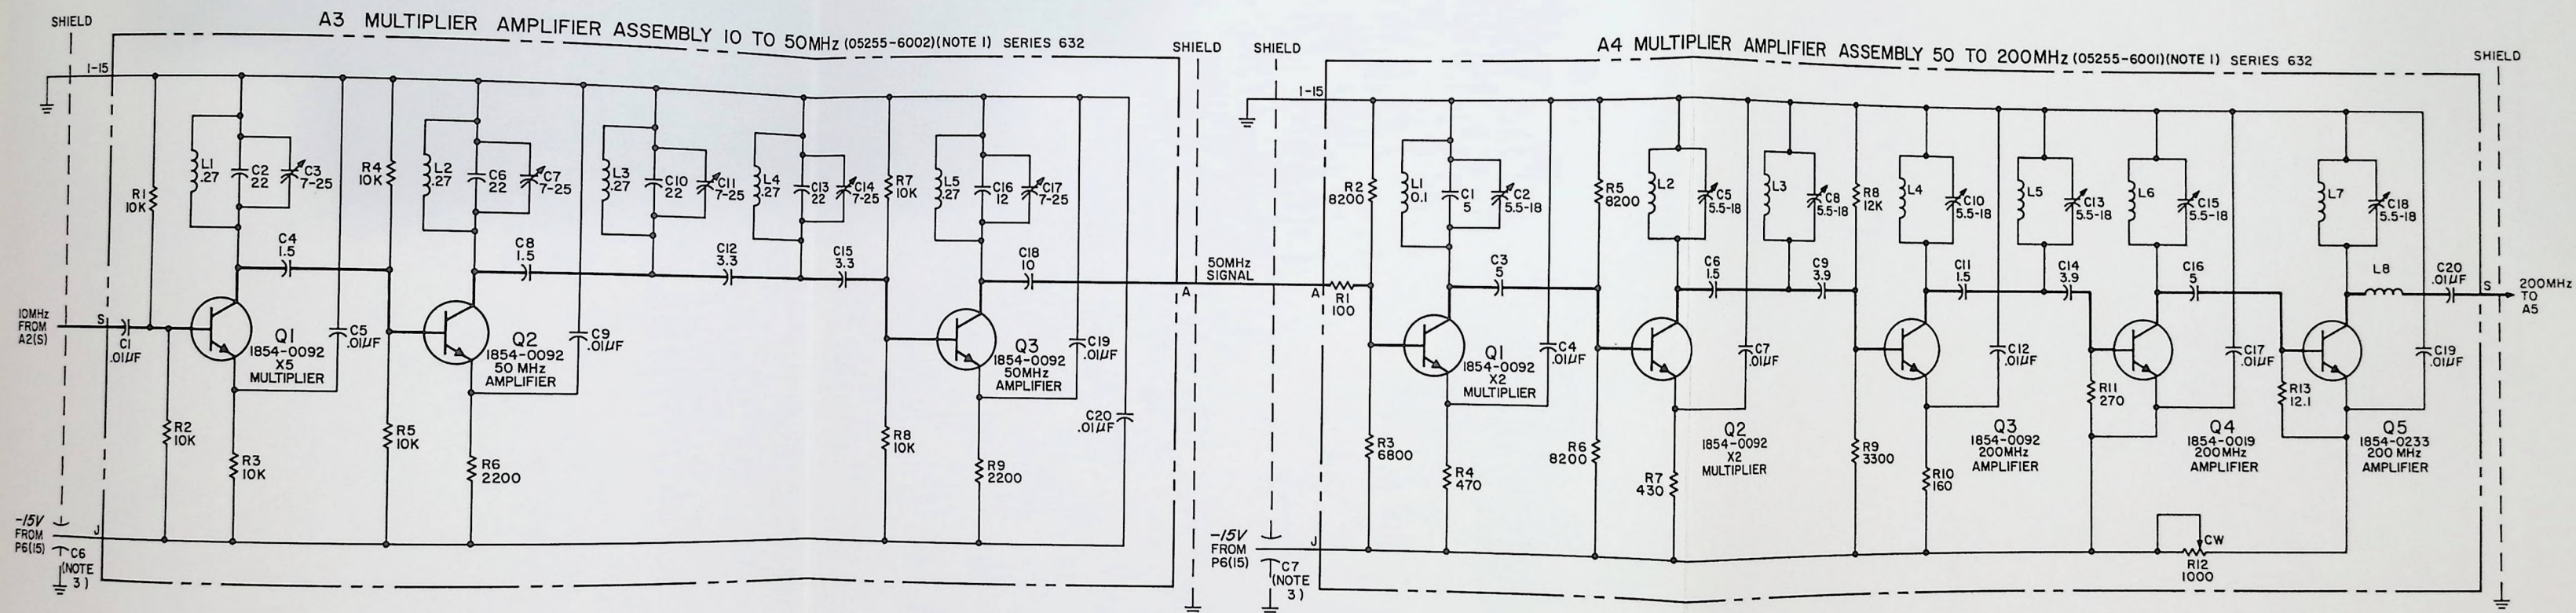 A3 MULTIPLIER AMPLIFIER ASSEMBLY 10 TO 50MHz (05255-6002)(NOTE 1) SERIES 632
SHIELD
1-15
R1
10K
L1
.27
C2
22
C3
7-25
R4
10K
L2
.27
C6
22
C7
7-25
L3
.27
C10
22
C11
7-25
L4
.27
C13
22
C14
7-25
R7
10K
L5
.27
C16
12
C17
7-25
C4
1.5
C8
1.5
C12
3.3
C15
3.3
C18
10
10MHz
FROM
A2(S)
S
C1
.01UF
Q1
1854-0092
X5
MULTIPLIER
C5
.01UF
Q2
1854-0092
50 MHz
AMPLIFIER
C9
.01UF
Q3
1854-0092
50MHz
AMPLIFIER
C19
.01UF
C20
.01UF
R2
10K
R3
10K
R5
10K
R6
2200
R8
10K
R9
2200
-15V
FROM
P6(15)
J
C6
(NOTE
3)
SHIELD
SHIELD
A
50MHz
SIGNAL
A
A4 MULTIPLIER AMPLIFIER ASSEMBLY 50 TO 200MHz (05255-6001)(NOTE 1) SERIES 632
SHIELD
1-15
R2
8200
L1
0.1
C1
5
C2
5.5-18
R5
8200
L2
C5
5.5-18
L3
C8
5.5-18
R8
12K
L4
C10
5.5-18
L5
C13
5.5-18
L6
C15
5.5-18
L7
C18
5.5-18
R1
100
C3
5
C6
1.5
C9
3.9
C11
1.5
C14
3.9
C16
5
L8
C20
.01UF
S
200MHz
TO
A5
Q1
1854-0092
X2
MULTIPLIER
C4
.01UF
Q2
1854-0092
X2
MULTIPLIER
C7
.01UF
Q3
1854-0092
200MHz
AMPLIFIER
C12
.01UF
R11
270
Q4
1854-0019
200MHz
AMPLIFIER
C17
.01UF
R13
12.1
Q5
1854-0233
200 MHz
AMPLIFIER
C19
.01UF
R3
6800
R4
470
R6
8200
R7
430
R9
3300
R10
160
CW
R12
1000
-15V
FROM
P6(15)
J
C7
(NOTE
3)